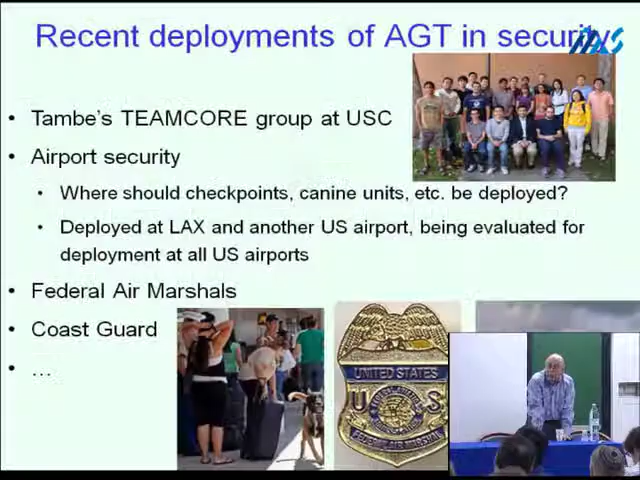 Recent deployments of AGT in security
• Tambe's TEAMCORE group at USC
• Airport security
• Where should checkpoints, canine units, etc. be deployed?
• Deployed at LAX and another US airport, being evaluated for
deployment at all US airports
• Federal Air Marshals
• Coast Guard
• ...
UNITED STATES
U S
FEDERAL AIR MARSHAL